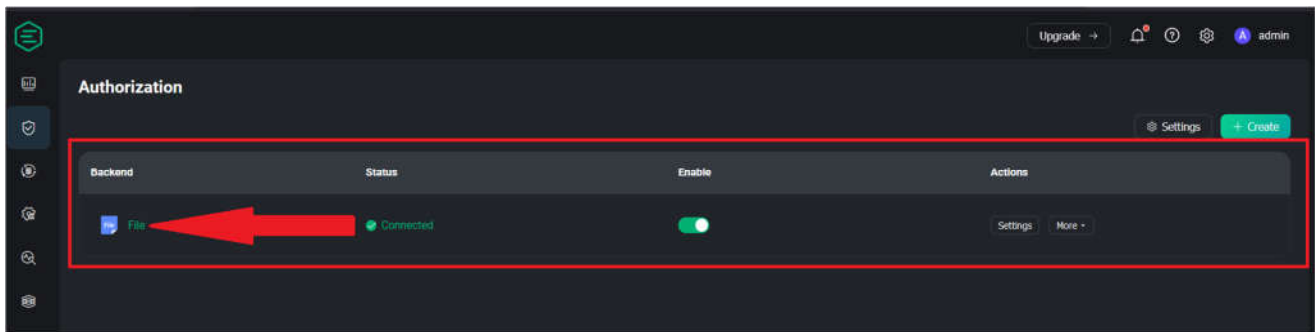 Upgrade → A admin
Authorization
Settings + Create
Backend Status Enable Actions
File Connected Settings More